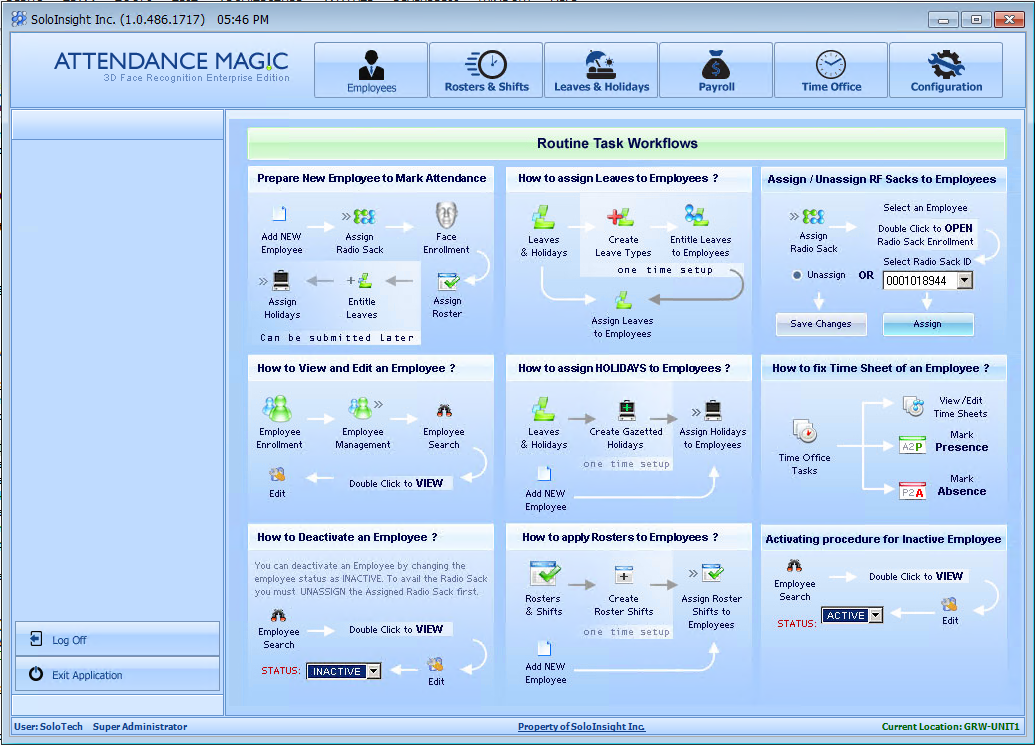 SoloInsight Inc. (1.0.486.1717) 05:46 PM
ATTENDANCE MAGIC
3D Face Recognition Enterprise Edition
Employees
Rosters & Shifts
Leaves & Holidays
Payroll
Time Office
Configuration
Routine Task Workflows
Prepare New Employee to Mark Attendance
Add NEW
Employee
Assign
Radio Sack
Face
Enrollment
Assign
Holidays
Entitle
Leaves
Assign
Roster
Can be submitted Later
How to assign Leaves to Employees ?
Leaves
& Holidays
Create
Leave Types
Entitle Leaves
to Employees
one time setup
Assign Leaves
to Employees
Assign / Unassign RF Sacks to Employees
Assign
Radio Sack
Select an Employee
Double Click to OPEN
Radio Sack Enrollment
Select Radio Sack ID
Unassign OR 0001018944
Save Changes
Assign
How to View and Edit an Employee ?
Employee
Enrollment
Employee
Management
Employee
Search
Edit
Double Click to VIEW
How to assign HOLIDAYS to Employees ?
Leaves
& Holidays
Create Gazetted
Holidays
Assign Holidays
to Employees
one time setup
Add NEW
Employee
How to fix Time Sheet of an Employee ?
Time Office
Tasks
View/Edit
Time Sheets
A2P
Mark
Presence
P2A
Mark
Absence
How to Deactivate an Employee ?
You can deactivate an Employee by changing the
employee status as INACTIVE. To avail the Radio Sack
you must UNASSIGN the Assigned Radio Sack first.
Employee
Search
Double Click to VIEW
STATUS: INACTIVE
Edit
How to apply Rosters to Employees ?
Rosters
& Shifts
Create
Roster Shifts
Assign Roster
Shifts to
Employees
one time setup
Add NEW
Employee
Activating procedure for Inactive Employee
Employee
Search
Double Click to VIEW
STATUS: ACTIVE
Edit
Log Off
Exit Application
User: SoloTech Super Administrator
Property of SoloInsight Inc.
Current Location: GRW-UNIT1